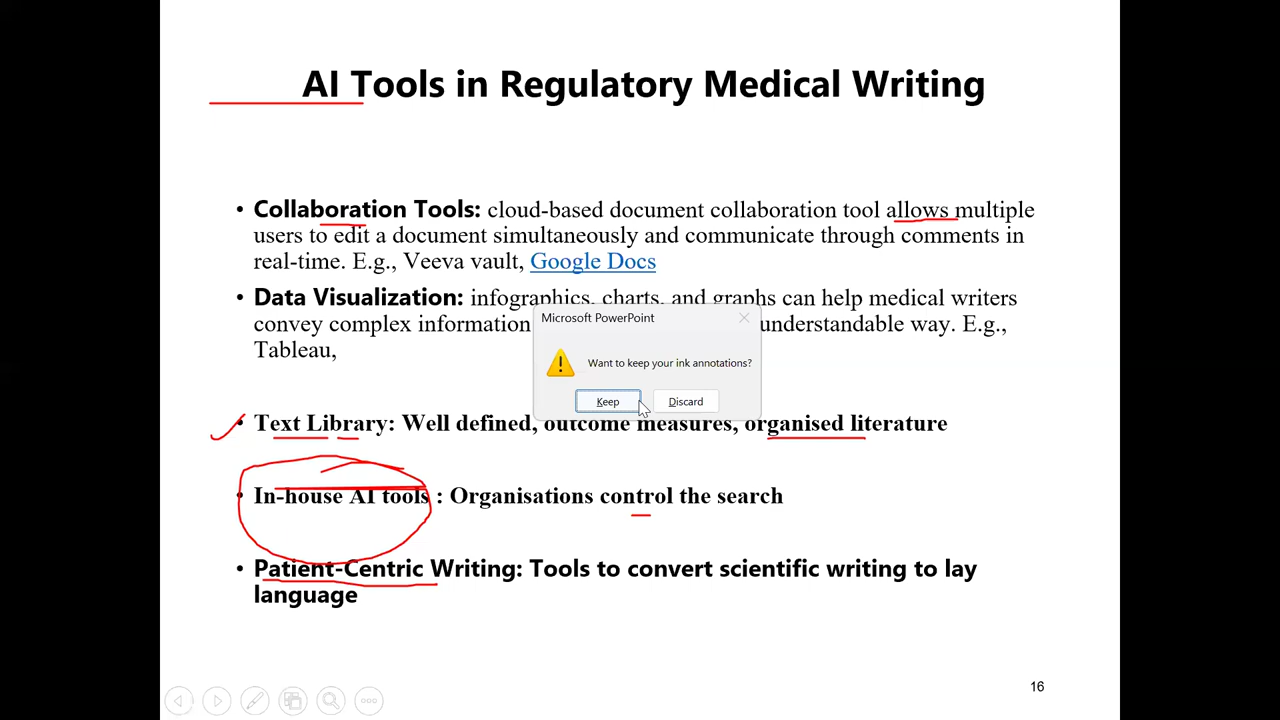 AI Tools in Regulatory Medical Writing
• Collaboration Tools: cloud-based document collaboration tool allows multiple
users to edit a document simultaneously and communicate through comments in
real-time. E.g., Veeva vault, Google Docs
• Data Visualization: infographics, charts, and graphs can help medical writers
convey complex information understandable way. E.g.,
Tableau,
Microsoft PowerPoint
Want to keep your ink annotations?
Keep Discard
• Text Library: Well defined, outcome measures, organised literature
• In-house AI tools : Organisations control the search
• Patient-Centric Writing: Tools to convert scientific writing to lay
language
16